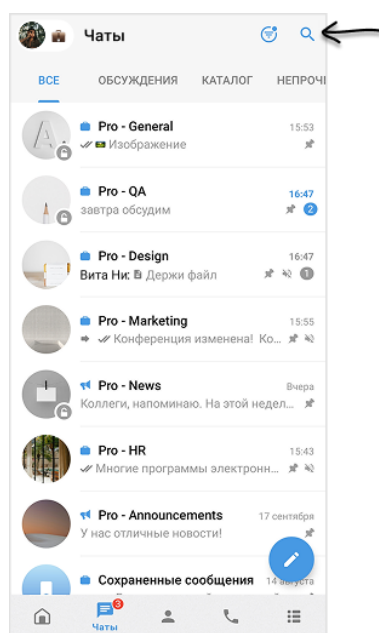 Чаты
ВСЕ ОБСУЖДЕНИЯ КАТАЛОГ НЕПРОЧ
Pro - General 15:53
Изображение
Pro - QA 16:47
завтра обсудим 2
Pro - Design 16:47
Вита Ни: Держи файл 1
Pro - Marketing 15:55
Конференция изменена! Ко...
Pro - News Вчера
Коллеги, напоминаю. На этой недел...
Pro - HR 15:43
Многие программы электронн...
Pro - Announcements 17 сентября
У нас отличные новости!
Сохраненные сообщения 14 августа
3
Чаты